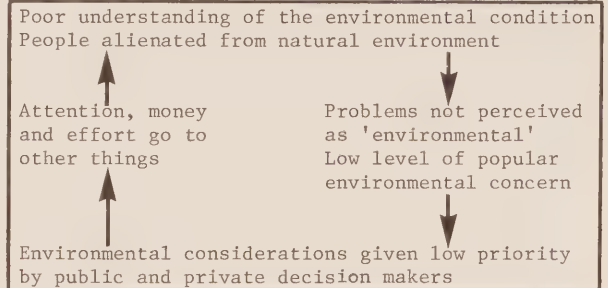 Poor understanding of the environmental condition
People alienated from natural environment
Attention, money
and effort go to
other things
Problems not perceived
as 'environmental'
Low level of popular
environmental concern
Environmental considerations given low priority
by public and private decision makers